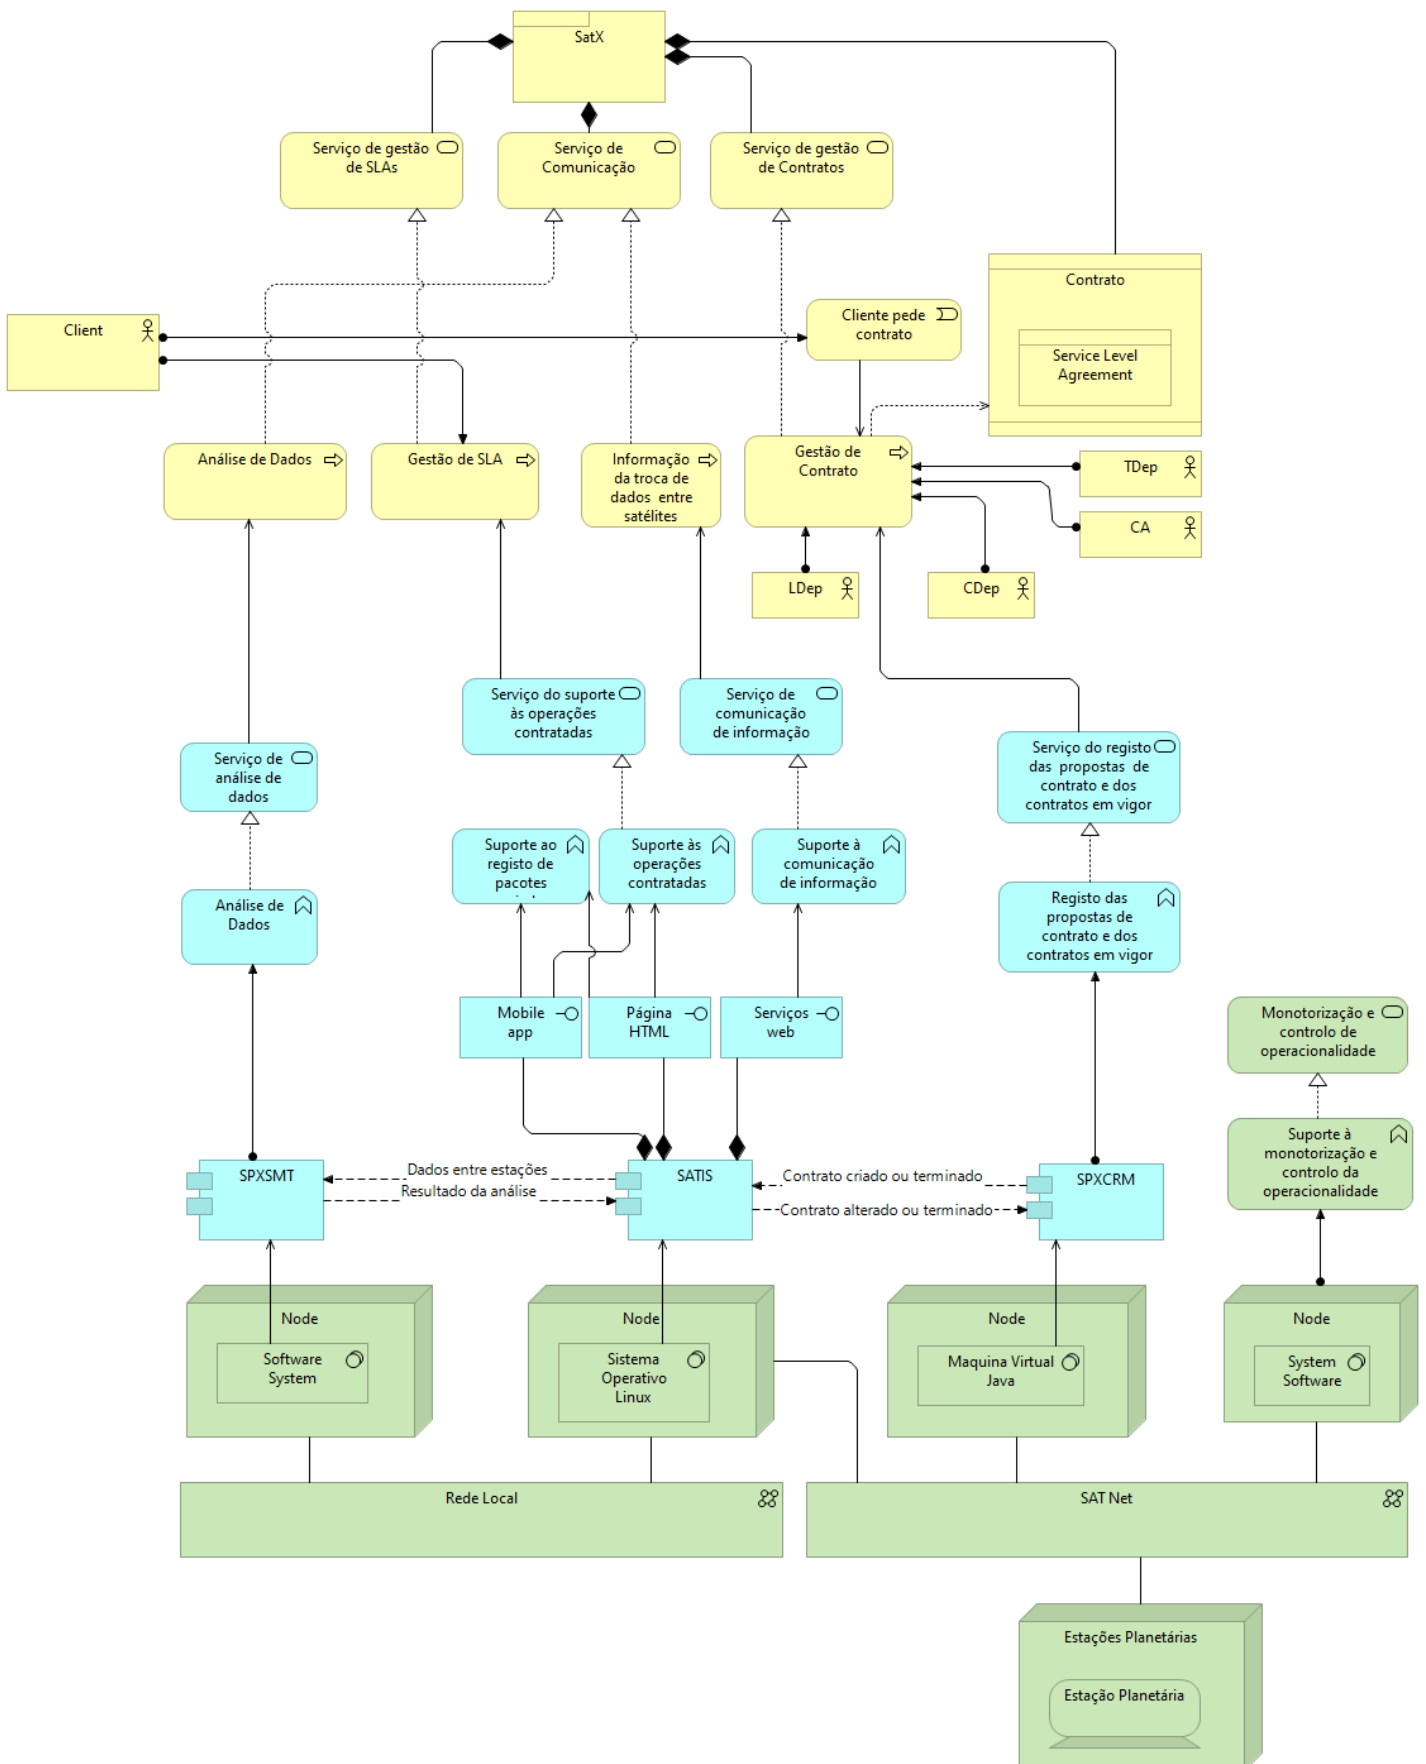 SatX
Serviço de gestão
de SLAs
Serviço de
Comunicação
Serviço de gestão
de Contratos
Contrato
Service Level
Agreement
Client
Cliente pede
contrato
Análise de Dados
Gestão de SLA
Informação
da troca de
dados entre
satélites
Gestão de
Contrato
TDep
CA
LDep
CDep
Serviço do suporte
às operações
contratadas
Serviço de
comunicação
de informação
Serviço de
análise de
dados
Serviço do registo
das propostas de
contrato e dos
contratos em vigor
Suporte ao
registo de
pacotes
Suporte às
operações
contratadas
Suporte à
comunicação
de informação
Análise de
Dados
Registo das
propostas de
contrato e dos
contratos em vigor
Mobile
app
Página
HTML
Serviços
web
Monotorização e
controlo de
operacionalidade
Suporte à
monotorização e
controlo da
operacionalidade
SPXSMT
Dados entre estações
Resultado da análise
SATIS
Contrato criado ou terminado
Contrato alterado ou terminado
SPXCRM
Node
Software
System
Node
Sistema
Operativo
Linux
Node
Maquina Virtual
Java
Node
System
Software
Rede Local
SAT Net
Estações Planetárias
Estação Planetária